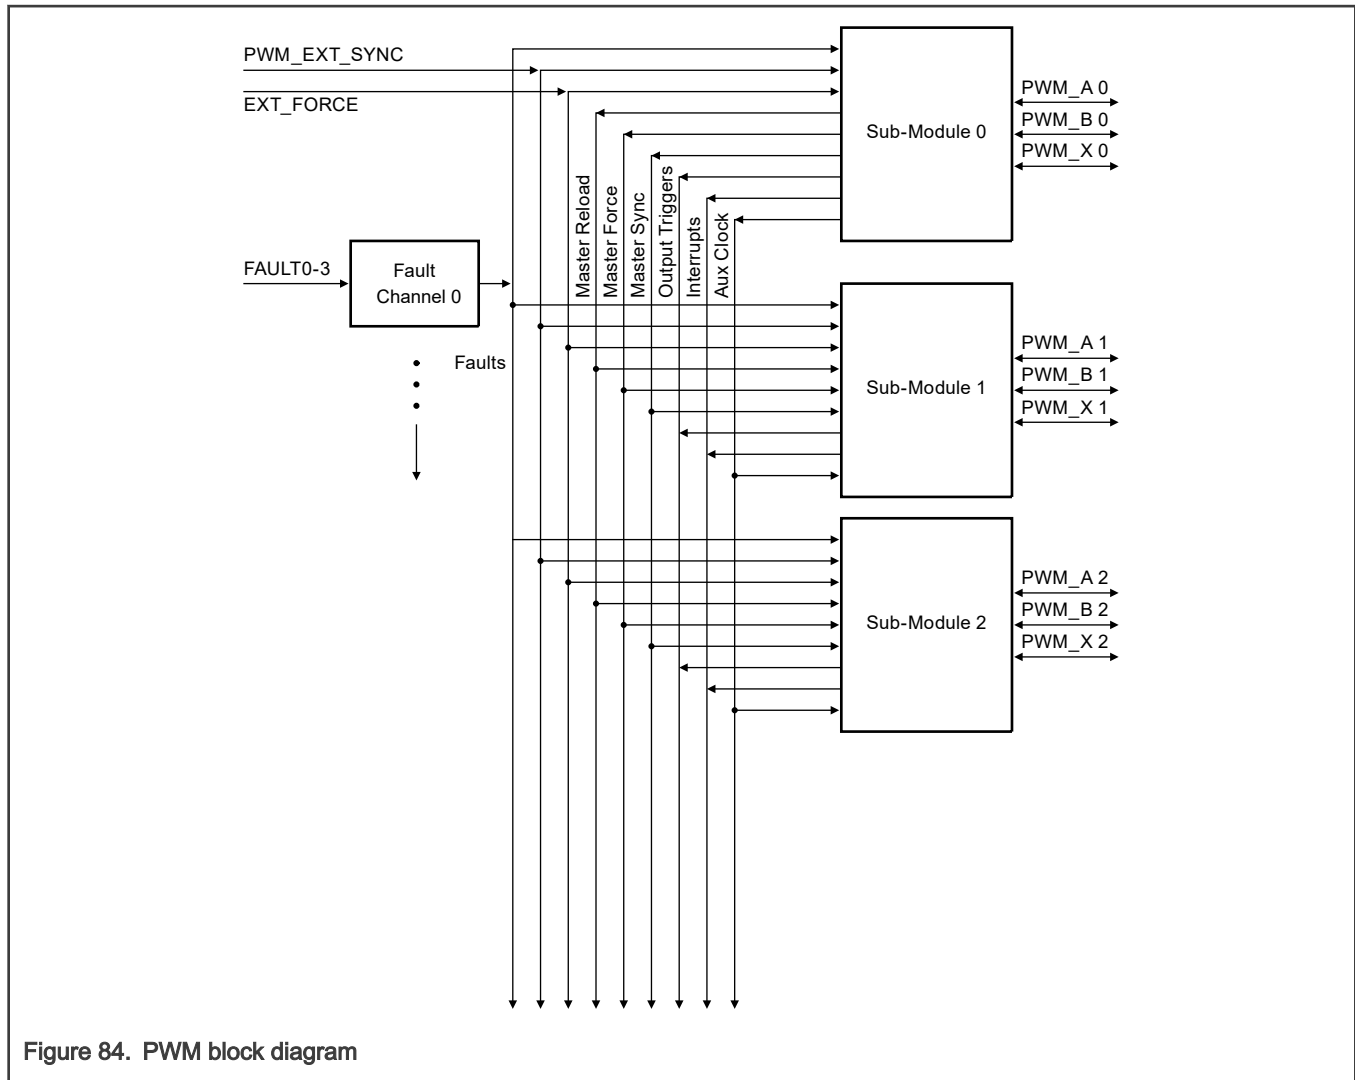 PWM_EXT_SYNC
EXT_FORCE
Sub-Module 0
PWM_A 0
PWM_B 0
PWM_X 0
Master Reload
Master Force
Master Sync
Output Triggers
Interrupts
Aux Clock
FAULT0-3
Fault
Channel 0
Faults
Sub-Module 1
PWM_A 1
PWM_B 1
PWM_X 1
Sub-Module 2
PWM_A 2
PWM_B 2
PWM_X 2
Figure 84. PWM block diagram